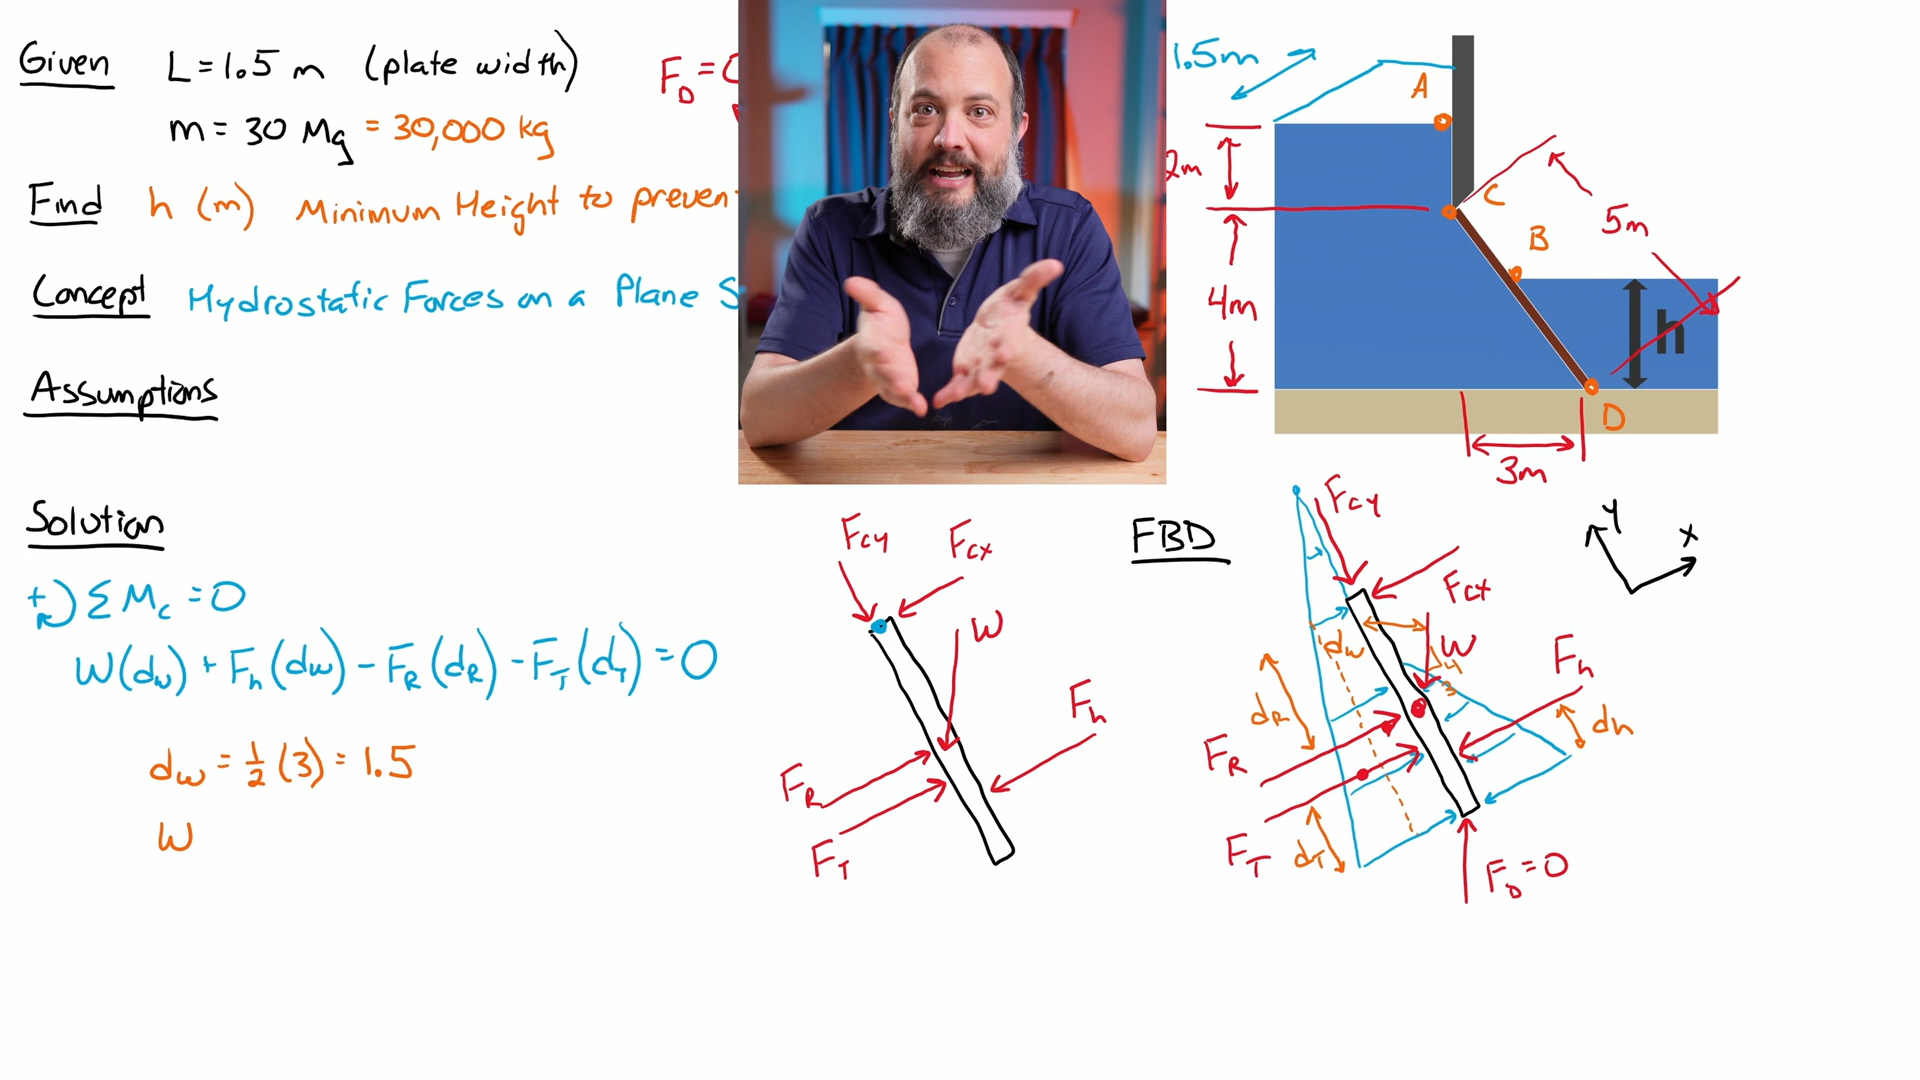 Given L = 1.5 m (plate width)
m = 30 Mg = 30,000 kg
F_D =
Find h (m) Minimum Height to preven
Concept Hydrostatic Forces on a Plane S
Assumptions
1.5m
A
2m
C
5m
B
4m
h
D
3m
Solution
+ ΣM_c = 0
W(d_w) + F_h(d_w) - F_R(d_R) - F_T(d_T) = 0
d_w = 1/2 (3) = 1.5
W
F_cy
F_cx
W
F_h
F_R
F_T
FBD
F_cy
F_cx
d_w
W
4
3
F_h
d_R
d_h
F_R
F_T
d_T
F_D = 0
Y
X